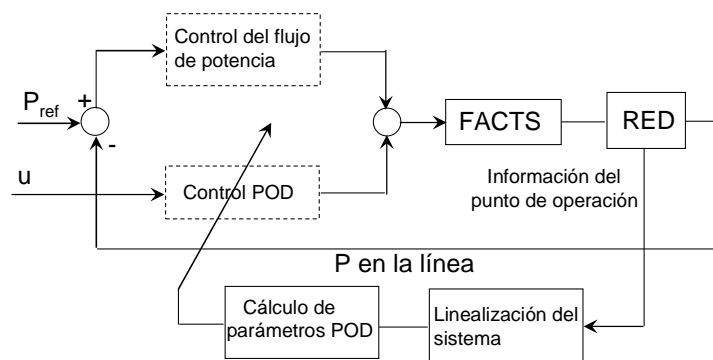 Control del flujo
de potencia
P_ref
+
-
FACTS
RED
u
Control POD
Información del
punto de operación
P en la línea
Cálculo de
parámetros POD
Linealización del
sistema